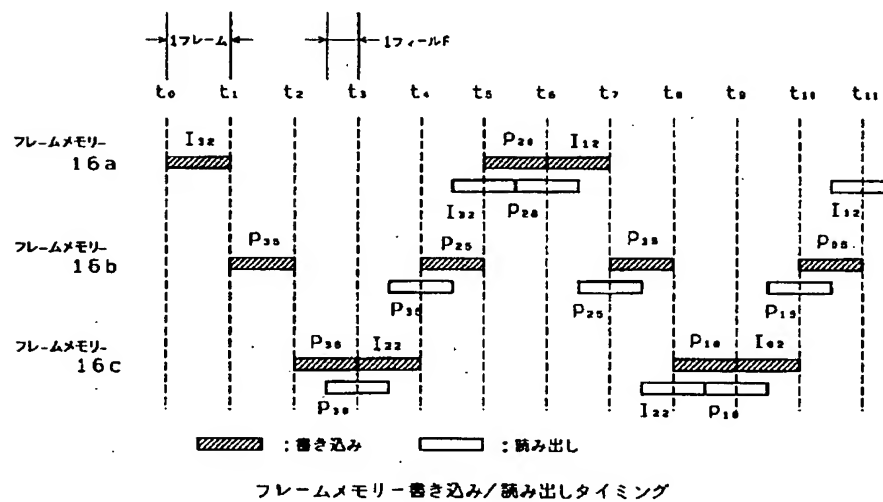 1フレーム 1フィールドF
t0 t1 t2 t3 t4 t5 t6 t7 t8 t9 t10 t11
フレームメモリー
16a
I32 P28 I12
I32 P28 I12
フレームメモリー
16b
P35 P25 P35 P05
P35 P25 P15
フレームメモリー
16c
P38 I22 P18 I02
P38 I22 P18
:書き込み :読み出し
フレームメモリー書き込み/読み出しタイミング